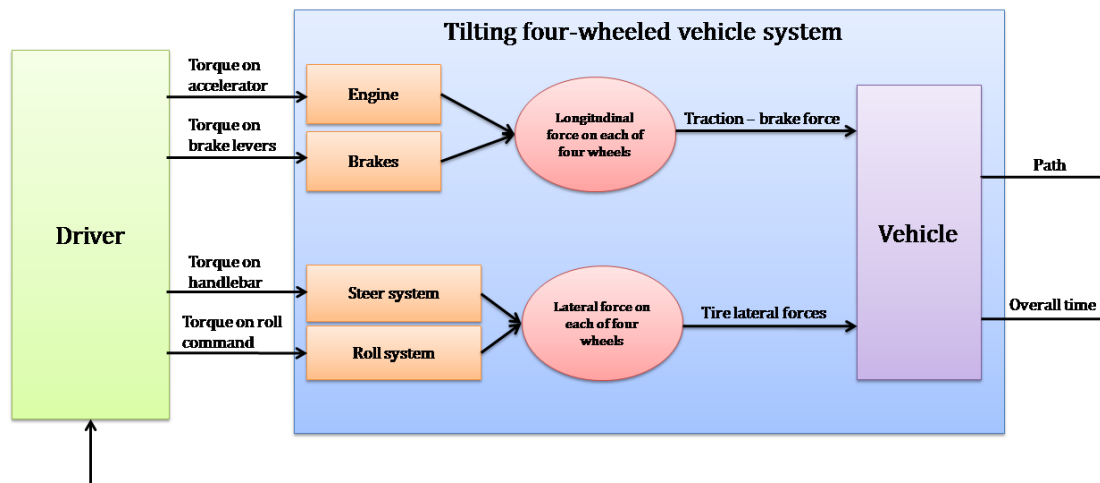 Tilting four-wheeled vehicle system
Torque on
accelerator
Engine
Longitudinal
force on each of
four wheels
Traction – brake force
Torque on
brake levers
Brakes
Path
Driver
Vehicle
Torque on
handlebar
Steer system
Lateral force on
each of four
wheels
Tire lateral forces
Overall time
Torque on roll
command
Roll system